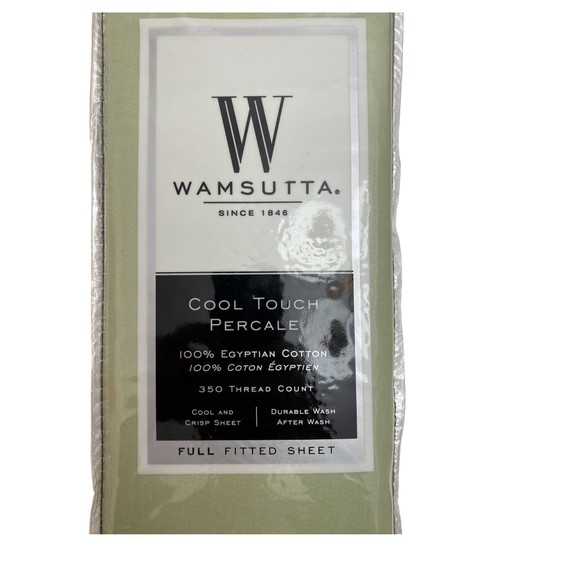 W
WAMSUTTA®
SINCE 1846
COOL TOUCH
PERCALE
100% EGYPTIAN COTTON
100% COTON ÉGYPTIEN
350 THREAD COUNT
COOL AND
CRISP SHEET
DURABLE WASH
AFTER WASH
FULL FITTED SHEET